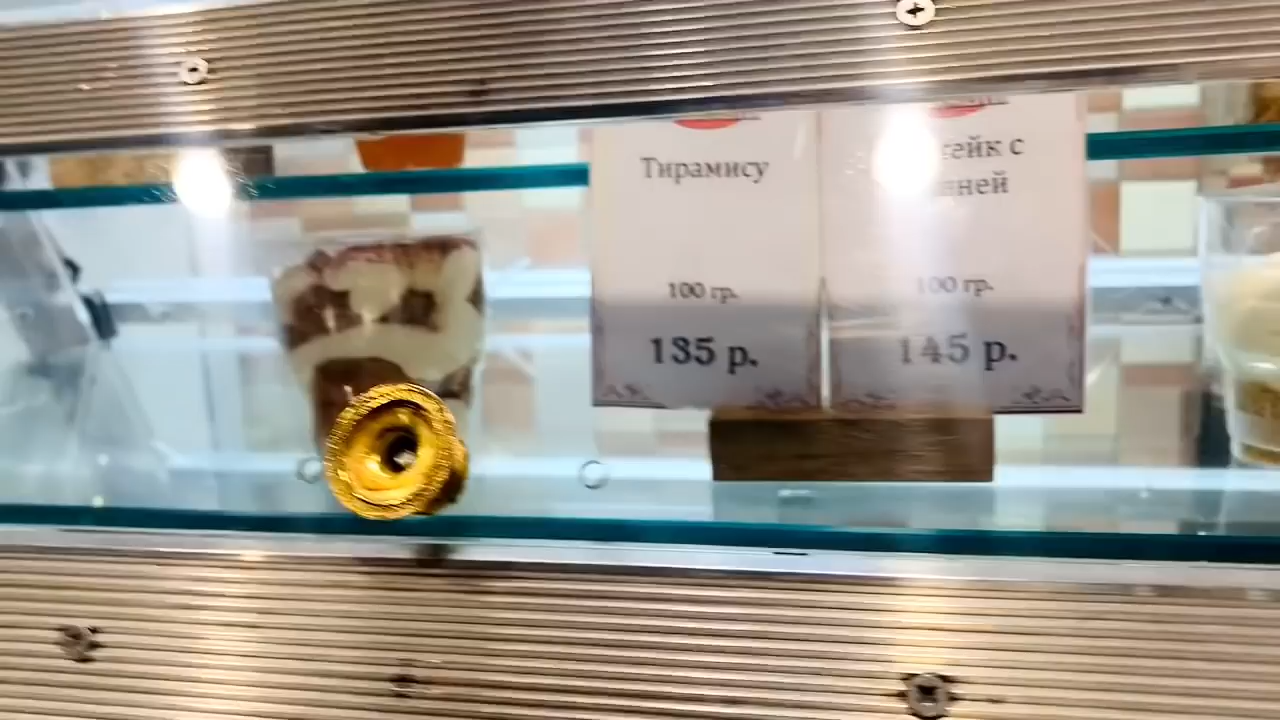 Тирамису
100 гр.
135 р.
с
100 гр.
145 р.